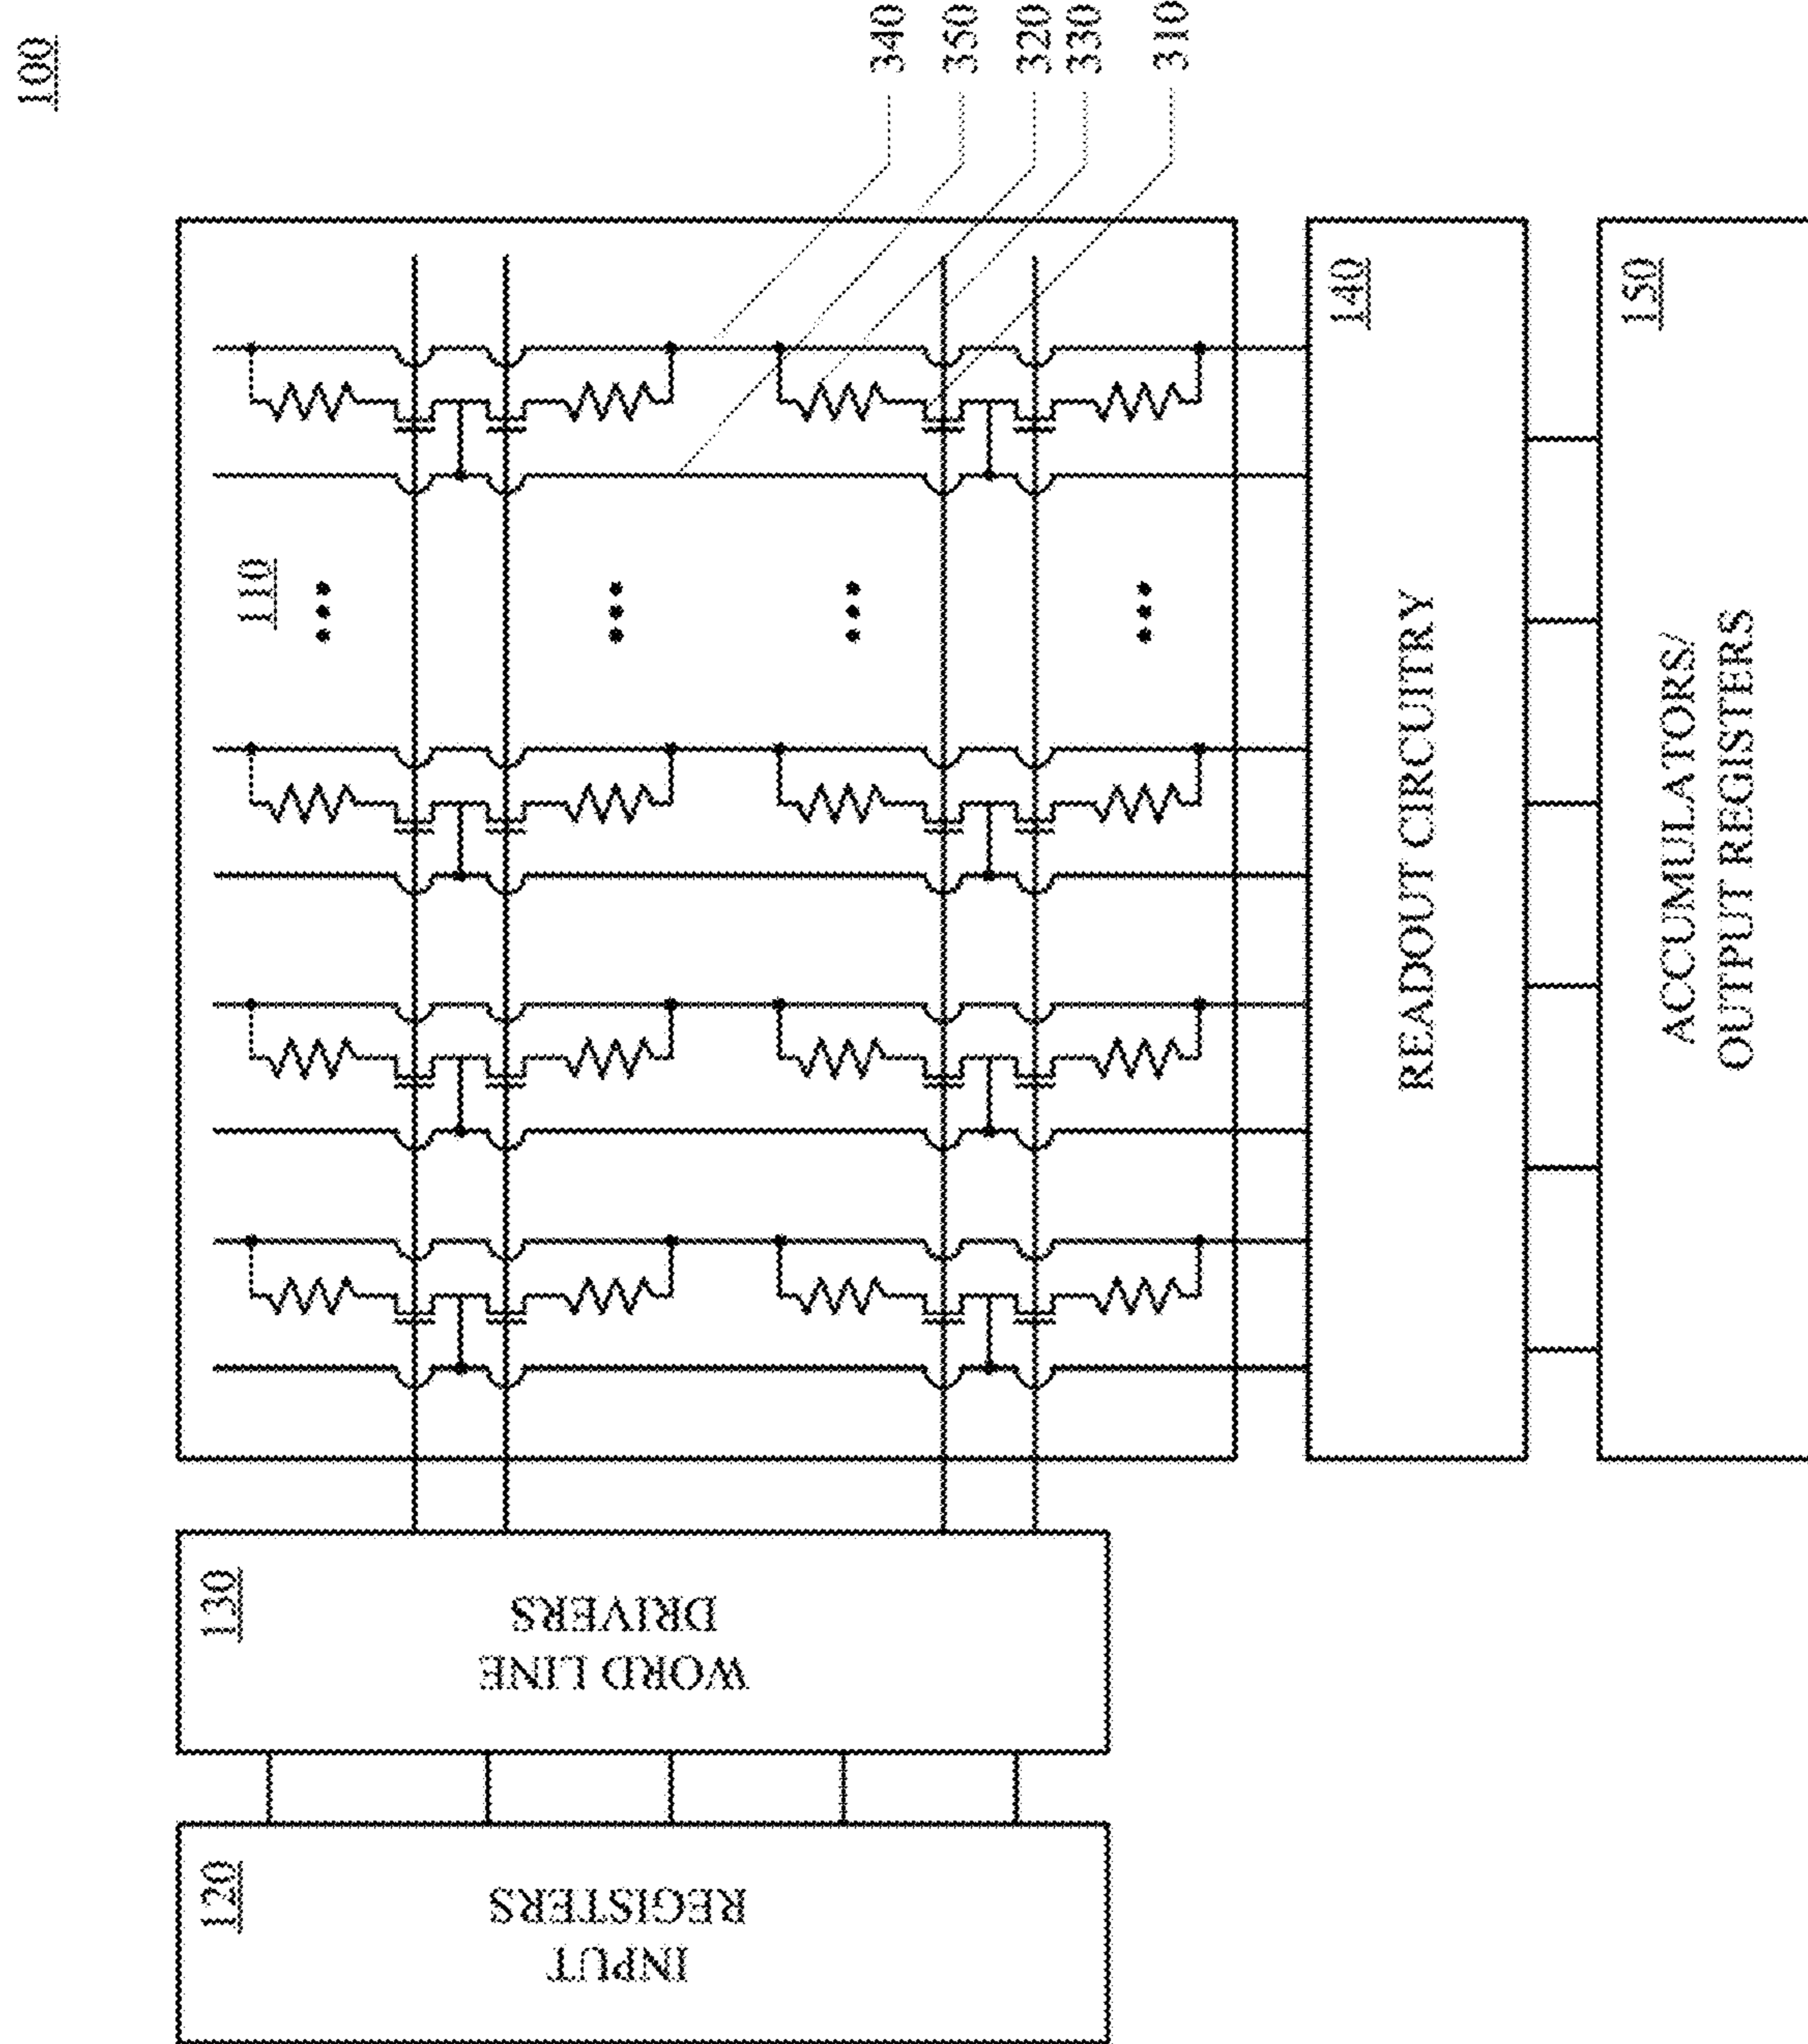 100
340
350
320
330
310
110
140
READOUT CIRCUITRY
150
ACCUMULATORS/
OUTPUT REGISTERS
130
WORD LINE
DRIVERS
120
INPUT
REGISTERS